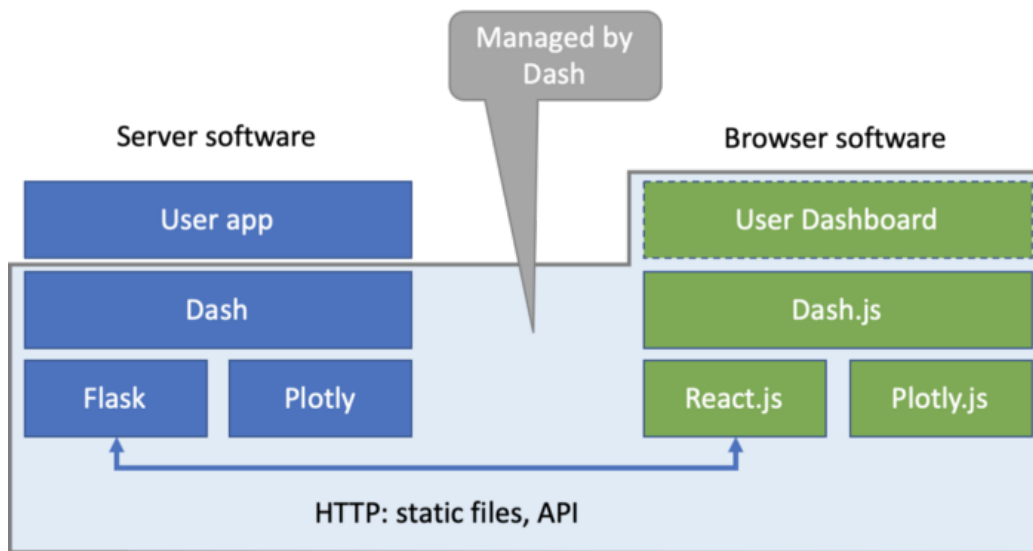 Managed by
Dash
Server software
Browser software
User app
User Dashboard
Dash
Dash.js
Flask
Plotly
React.js
Plotly.js
HTTP: static files, API